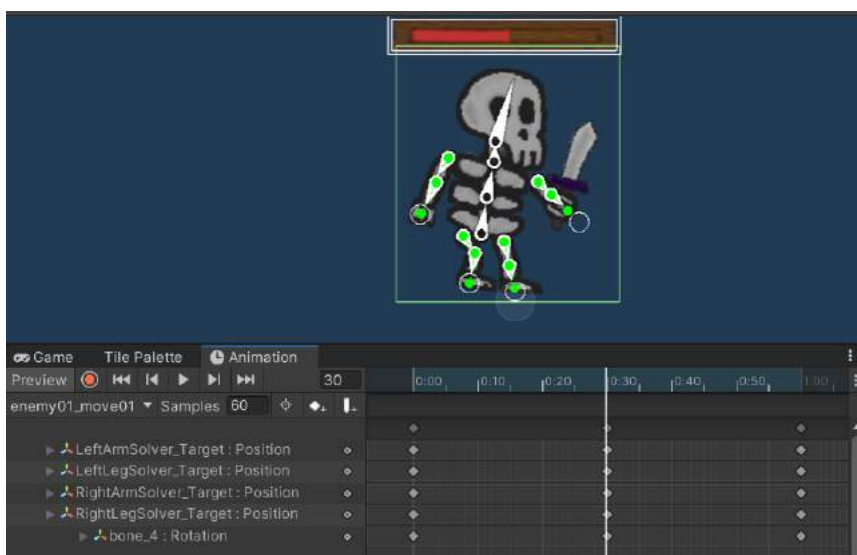 Game Tile Palette Animation
Preview 30 0:00 0:10 0:20 0:30 0:40 0:50 1:00
enemy01_move01 Samples 60
LeftArmSolver_Target : Position
LeftLegSolver_Target : Position
RightArmSolver_Target : Position
RightLegSolver_Target : Position
bone_4 : Rotation